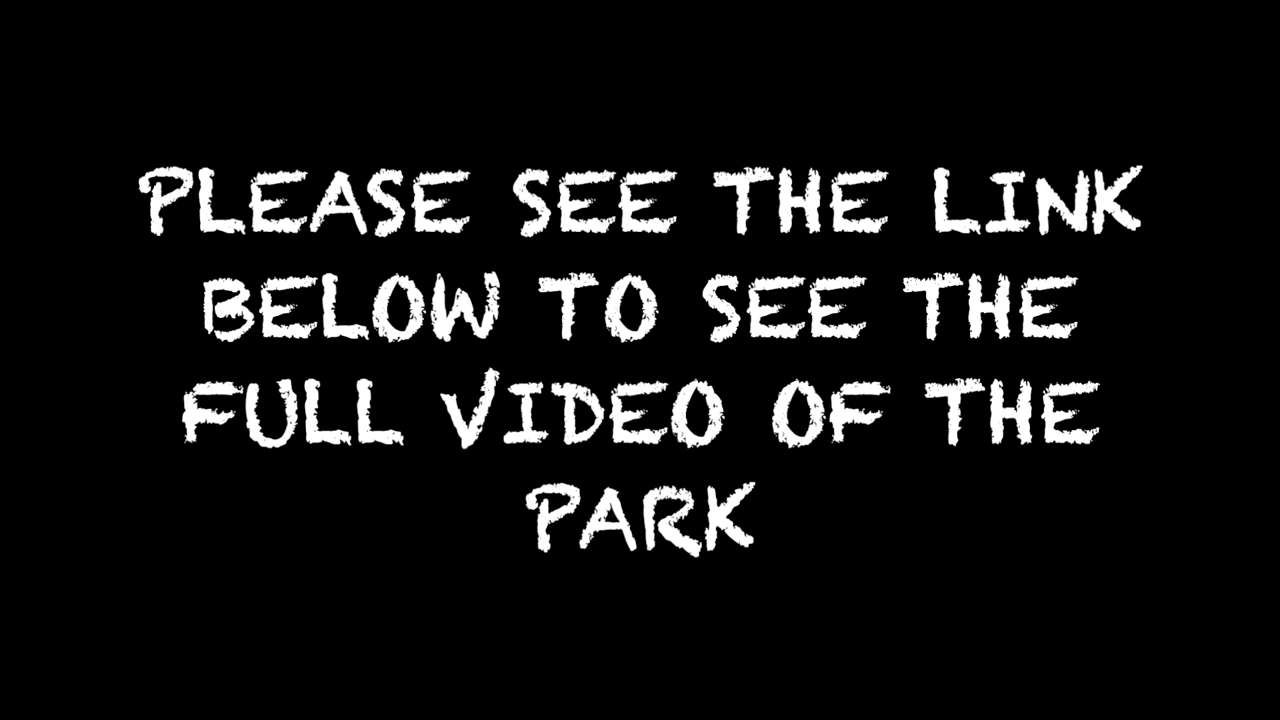 PLEASE SEE THE LINK
BELOW TO SEE THE
FULL VIDEO OF THE
PARK